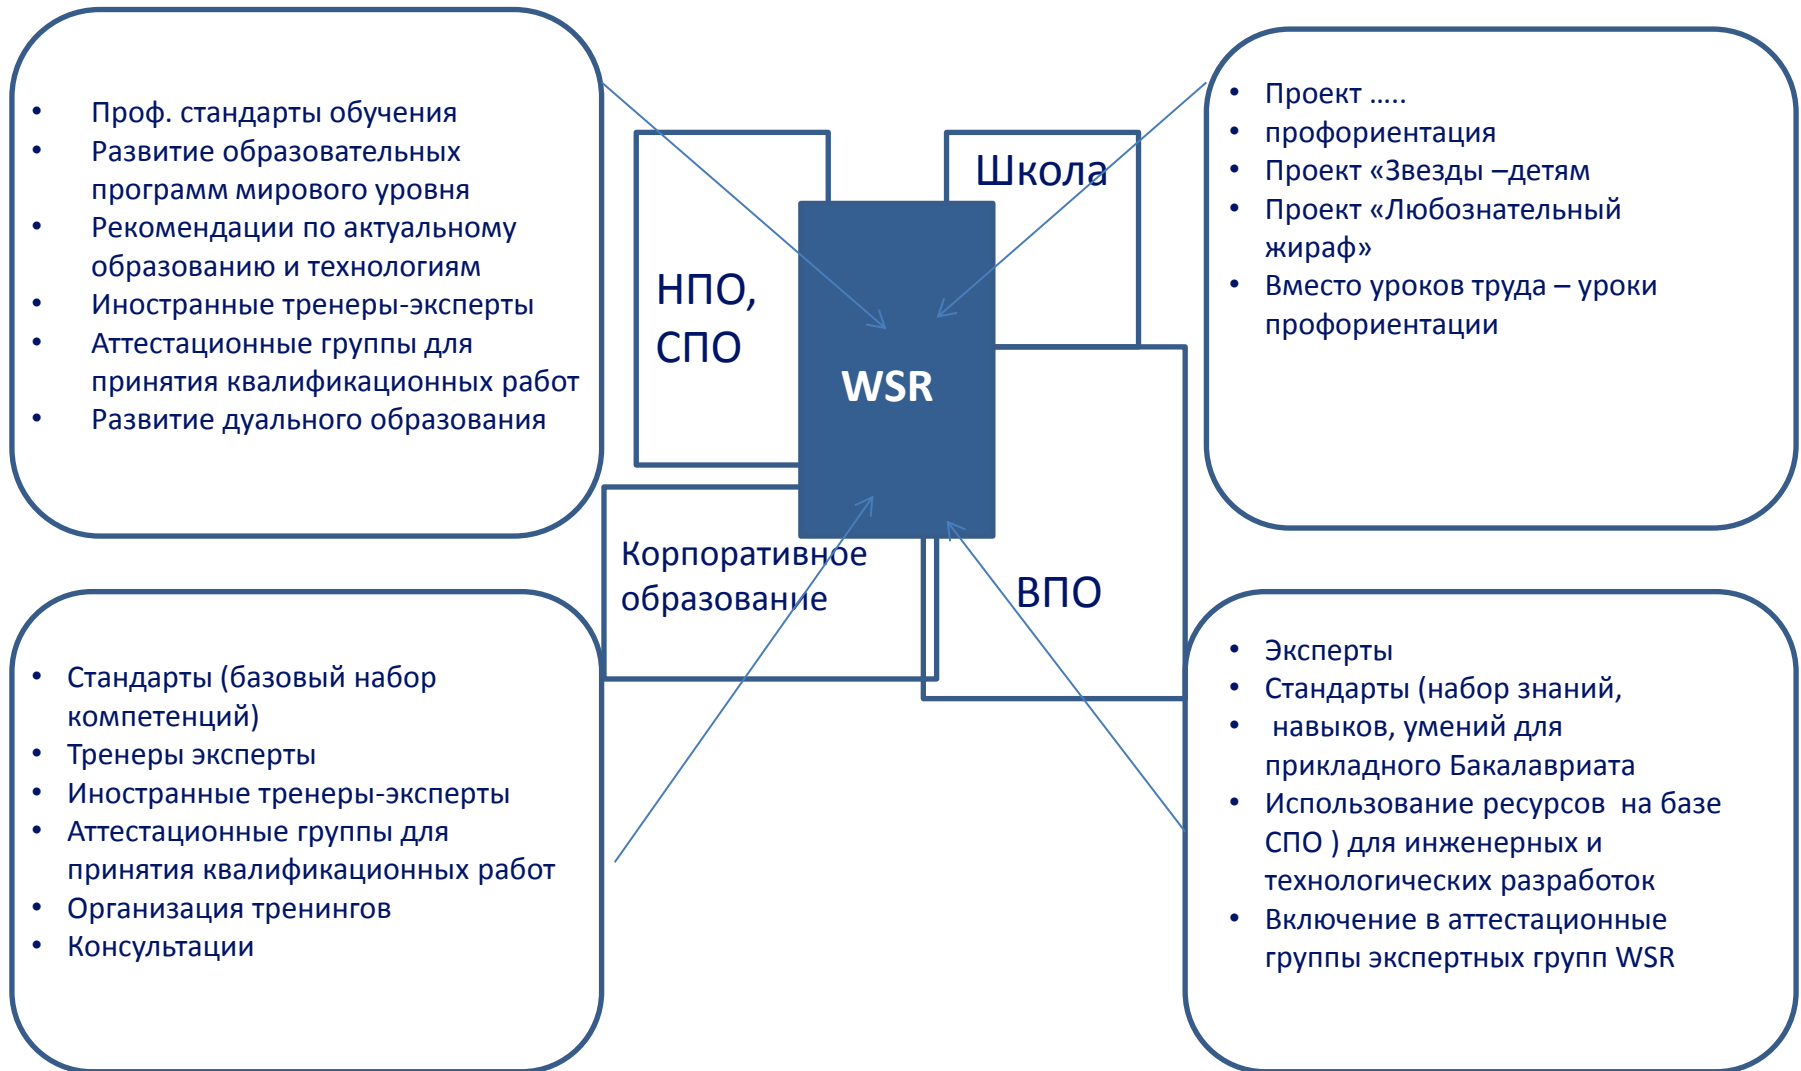 • Проф. стандарты обучения
• Развитие образовательных
программ мирового уровня
• Рекомендации по актуальному
образованию и технологиям
• Иностранные тренеры-эксперты
• Аттестационные группы для
принятия квалификационных работ
• Развитие дуального образования
НПО,
СПО
Школа
WSR
Корпоративное
образование
ВПО
• Проект .....
• профориентация
• Проект «Звезды –детям
• Проект «Любознательный
жираф»
• Вместо уроков труда – уроки
профориентации
• Стандарты (базовый набор
компетенций)
• Тренеры эксперты
• Иностранные тренеры-эксперты
• Аттестационные группы для
принятия квалификационных работ
• Организация тренингов
• Консультации
• Эксперты
• Стандарты (набор знаний,
• навыков, умений для
прикладного Бакалавриата
• Использование ресурсов на базе
СПО ) для инженерных и
технологических разработок
• Включение в аттестационные
группы экспертных групп WSR